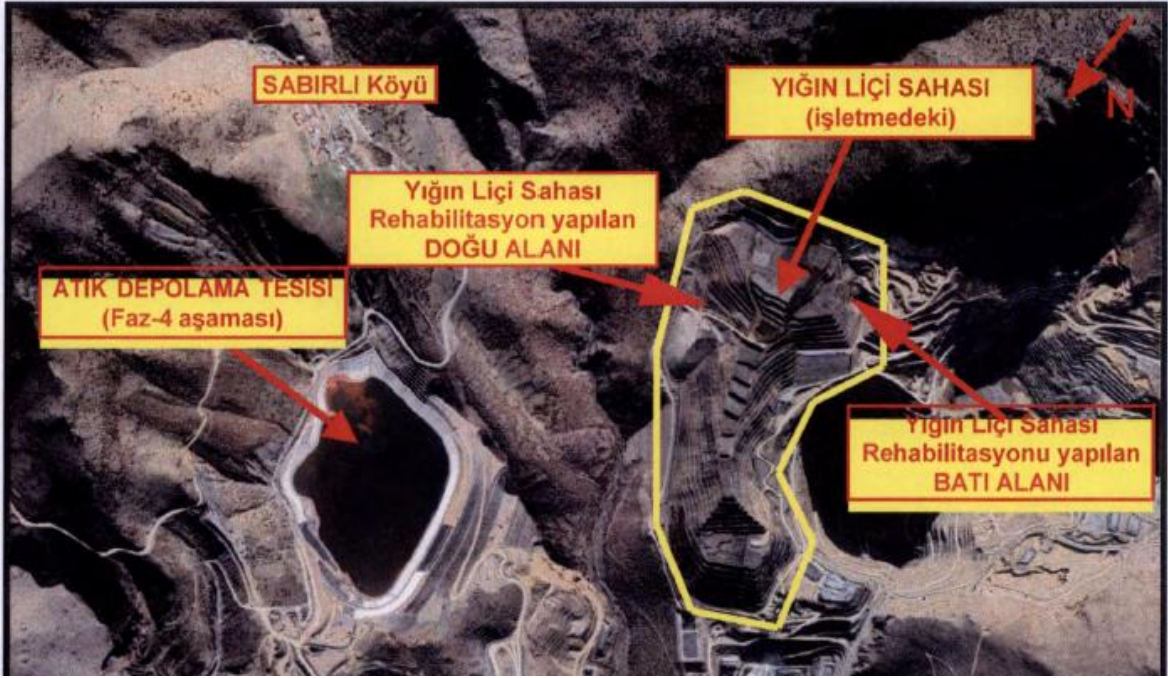 SABIRLI Köyü
YIĞIN LİÇİ SAHASI
(işletmedeki)
N
Yığın Liçi Sahası
Rehabilitasyon yapılan
DOĞU ALANI
ATIK DEPOLAMA TESİSİ
(Faz-4 aşaması)
Yığın Liçi Sahası
Rehabilitasyonu yapılan
BATI ALANI